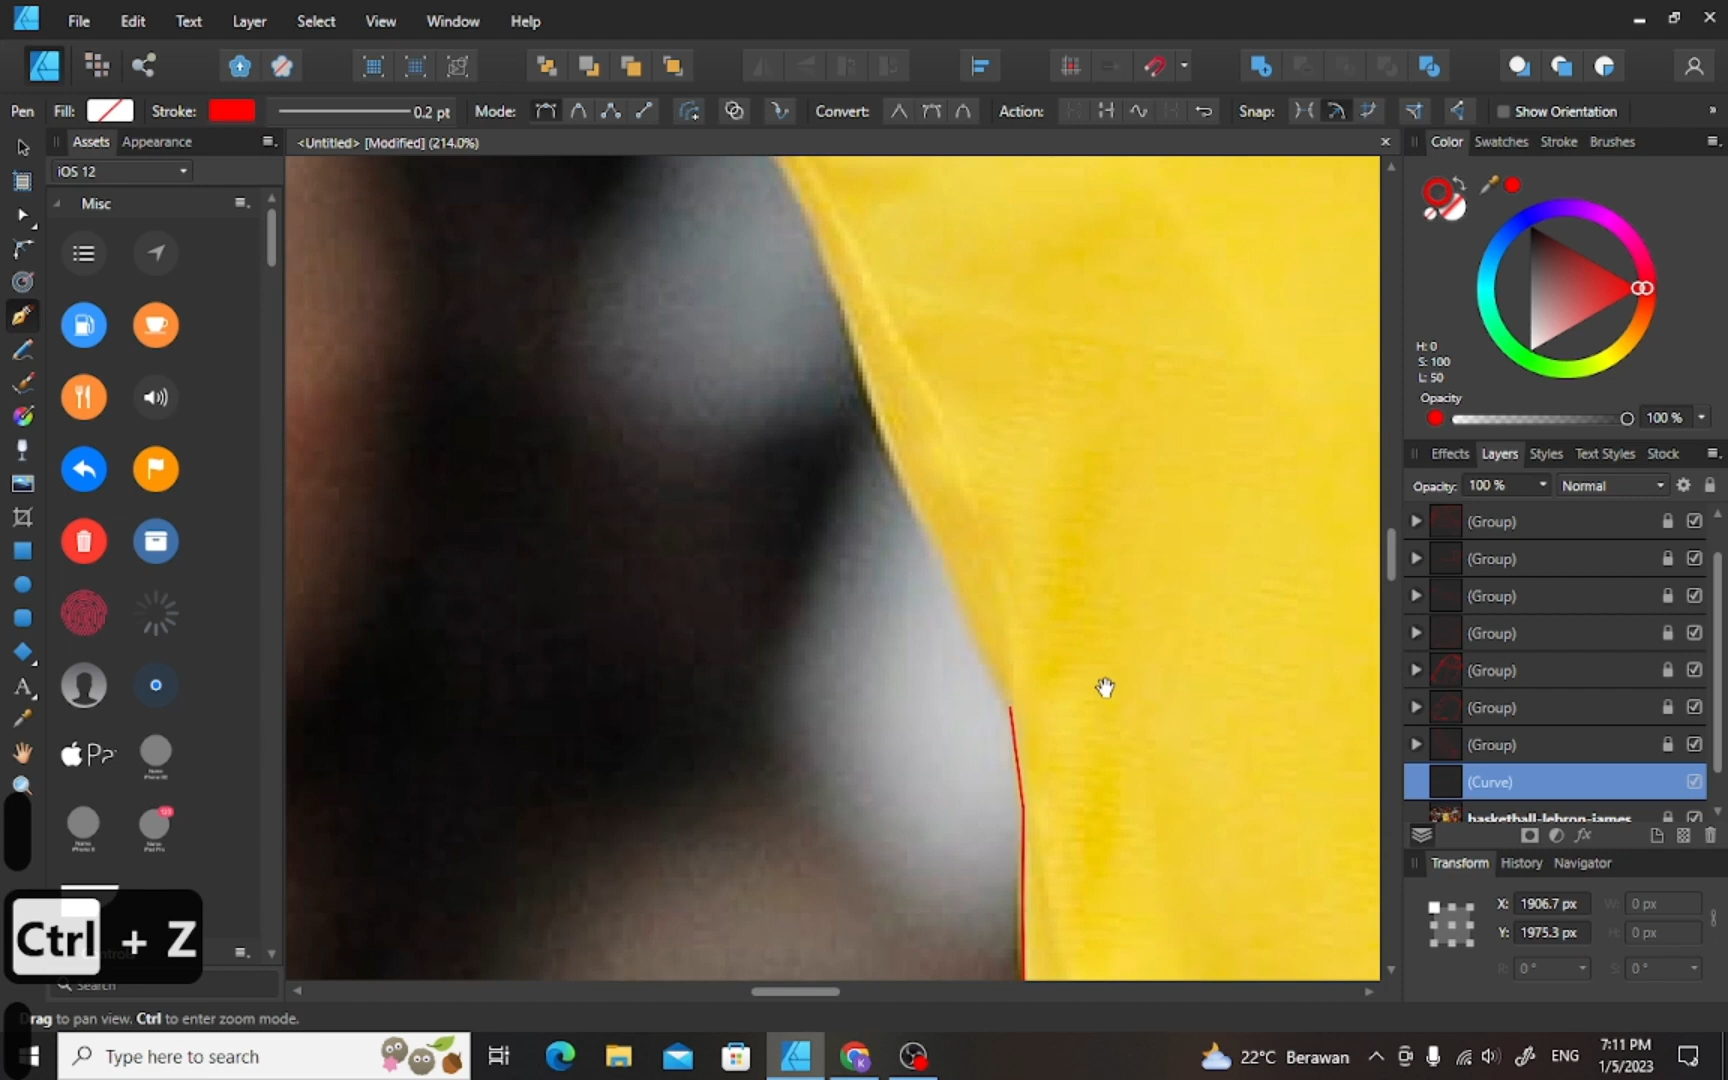 File Edit Text Layer Select View Window Help
Pen Fill: Stroke: 0.2 pt Mode: Convert: Action: Snap: Show Orientation »
Assets Appearance
<Untitled> [Modified] (214.0%)
Color Swatches Stroke Brushes
iOS 12
Misc
H: 0
S: 100
L: 50
Opacity
100 %
Effects Layers Styles Text Styles Stock
Opacity: 100 % Normal
(Group)
(Group)
(Group)
(Group)
(Group)
(Group)
(Group)
(Curve)
basketball-lebron-james
Transform History Navigator
X: 1906.7 px W: 0 px
Y: 1975.3 px H: 0 px
R: 0 ° S: 0 °
Ctrl + Z
Search
Drag to pan view. Ctrl to enter zoom mode.
Type here to search
22°C Berawan ENG
7:11 PM
1/5/2023